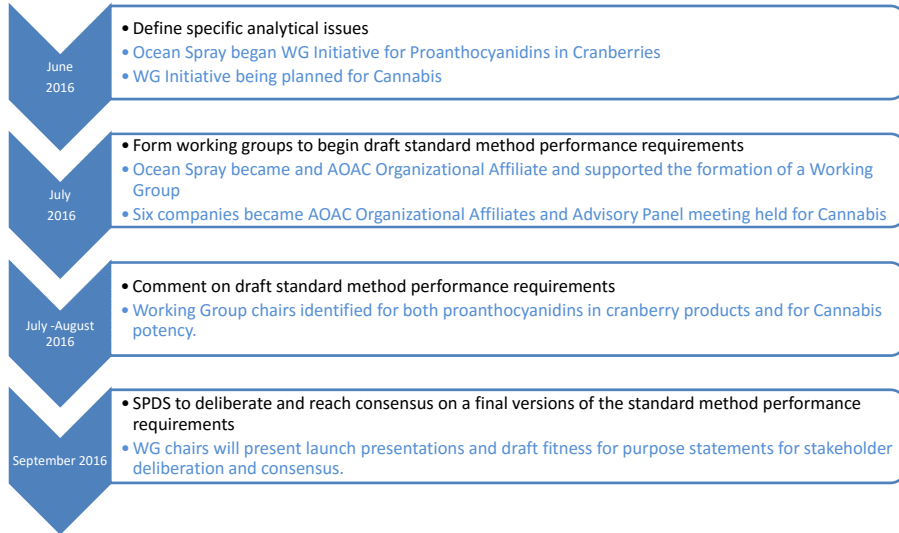 June
2016
• Define specific analytical issues
• Ocean Spray began WG Initiative for Proanthocyanidins in Cranberries
• WG Initiative being planned for Cannabis
July
2016
• Form working groups to begin draft standard method performance requirements
• Ocean Spray became and AOAC Organizational Affiliate and supported the formation of a Working
Group
• Six companies became AOAC Organizational Affiliates and Advisory Panel meeting held for Cannabis
July -August
2016
• Comment on draft standard method performance requirements
• Working Group chairs identified for both proanthocyanidins in cranberry products and for Cannabis
potency.
September 2016
• SPDS to deliberate and reach consensus on a final versions of the standard method performance
requirements
• WG chairs will present launch presentations and draft fitness for purpose statements for stakeholder
deliberation and consensus.